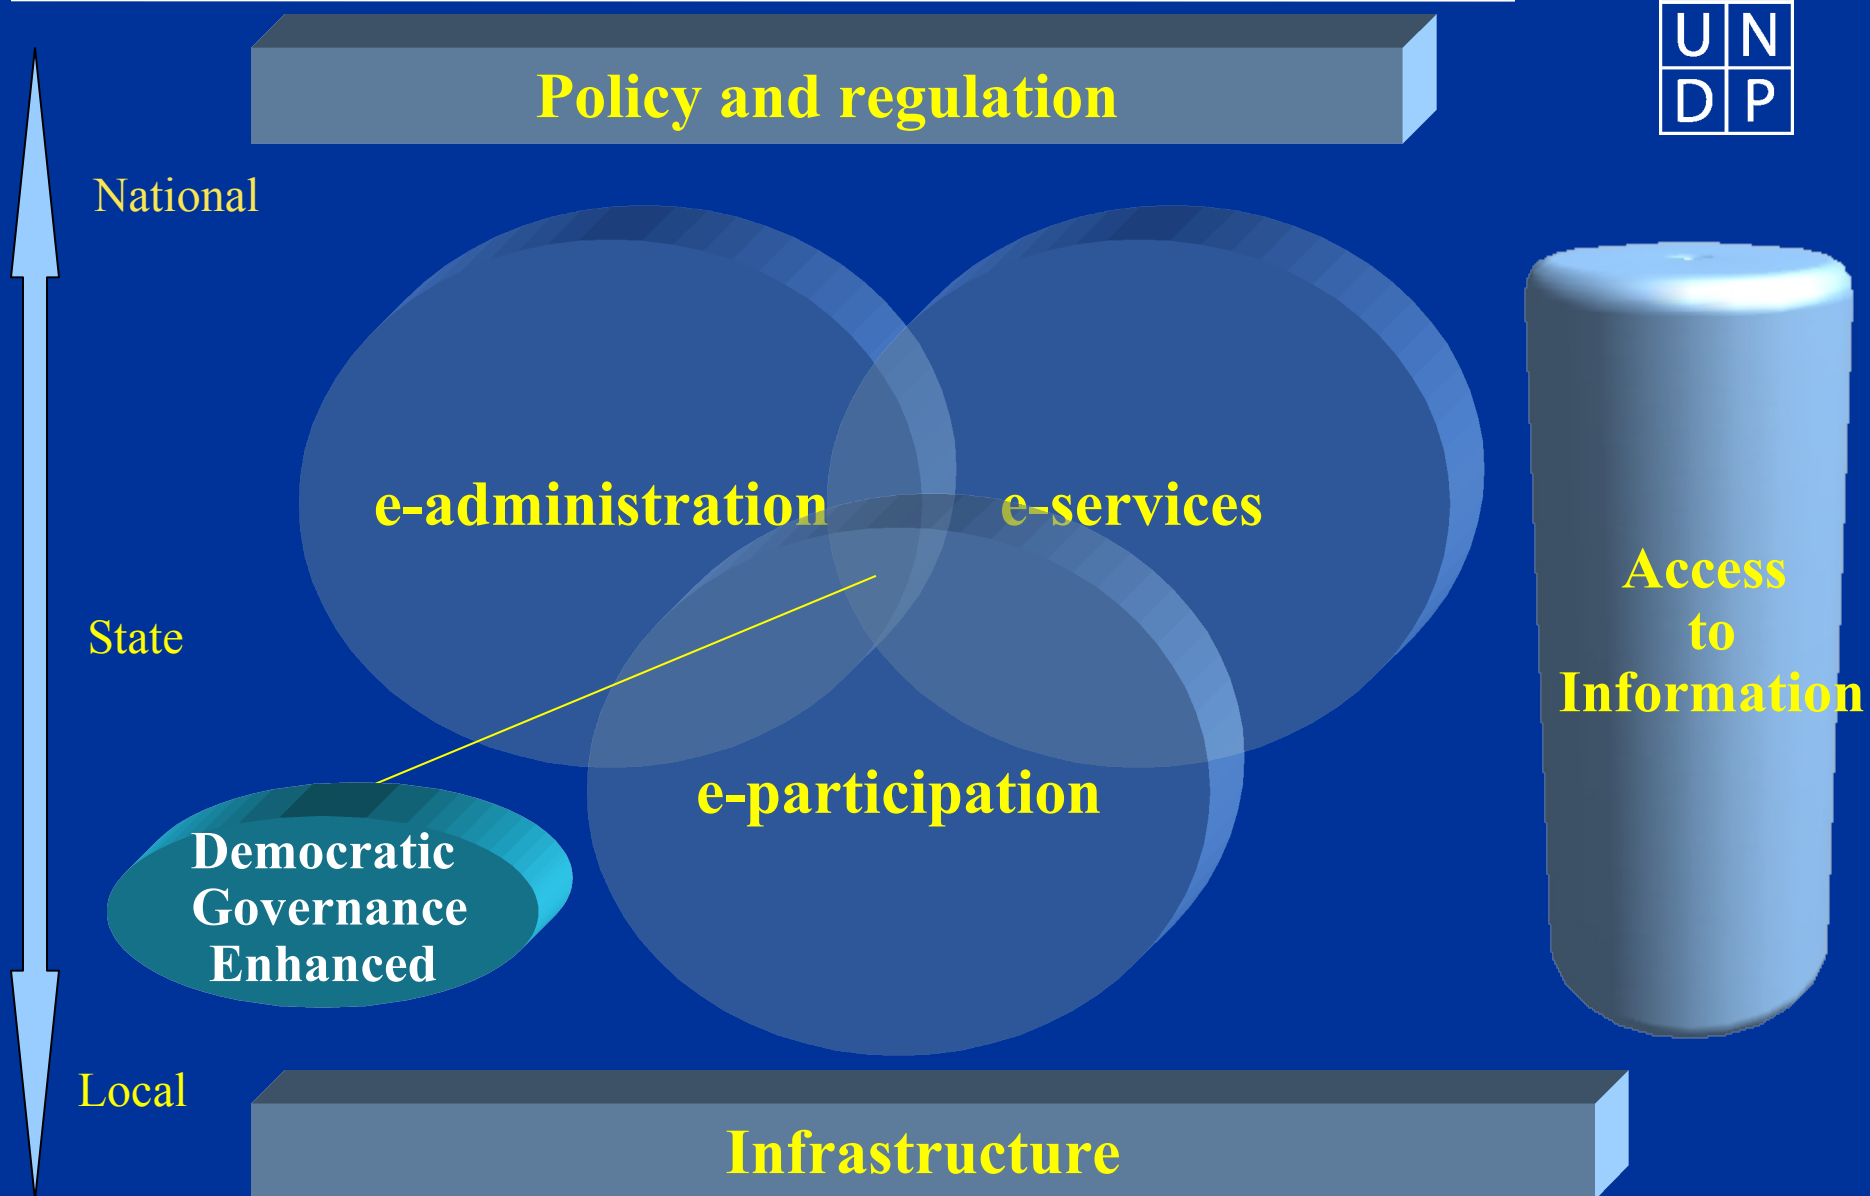 Policy and regulation
U N
D P
National
e-administration
e-services
Access
to
Information
State
e-participation
Democratic
Governance
Enhanced
Local
Infrastructure